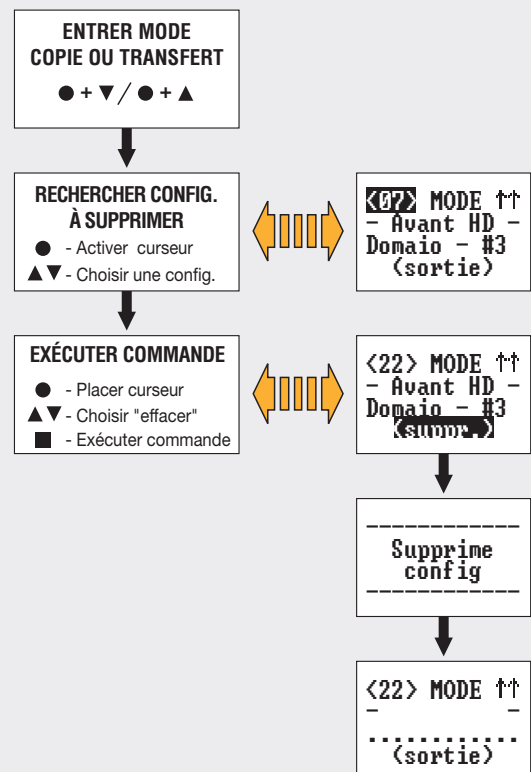 ENTRER MODE
COPIE OU TRANSFERT
● + ▼ / ● + ▲
RECHERCHER CONFIG.
À SUPPRIMER
● - Activer curseur
▲▼ - Choisir une config.
<07> MODE ↑↑
- Avant HD -
Domaio - #3
(sortie)
EXÉCUTER COMMANDE
● - Placer curseur
▲▼ - Choisir "effacer"
■ - Exécuter commande
<22> MODE ↑↑
- Avant HD -
Domaio - #3
(suppr.)
------------
Supprime
config
------------
<22> MODE ↑↑
- -
............
(sortie)